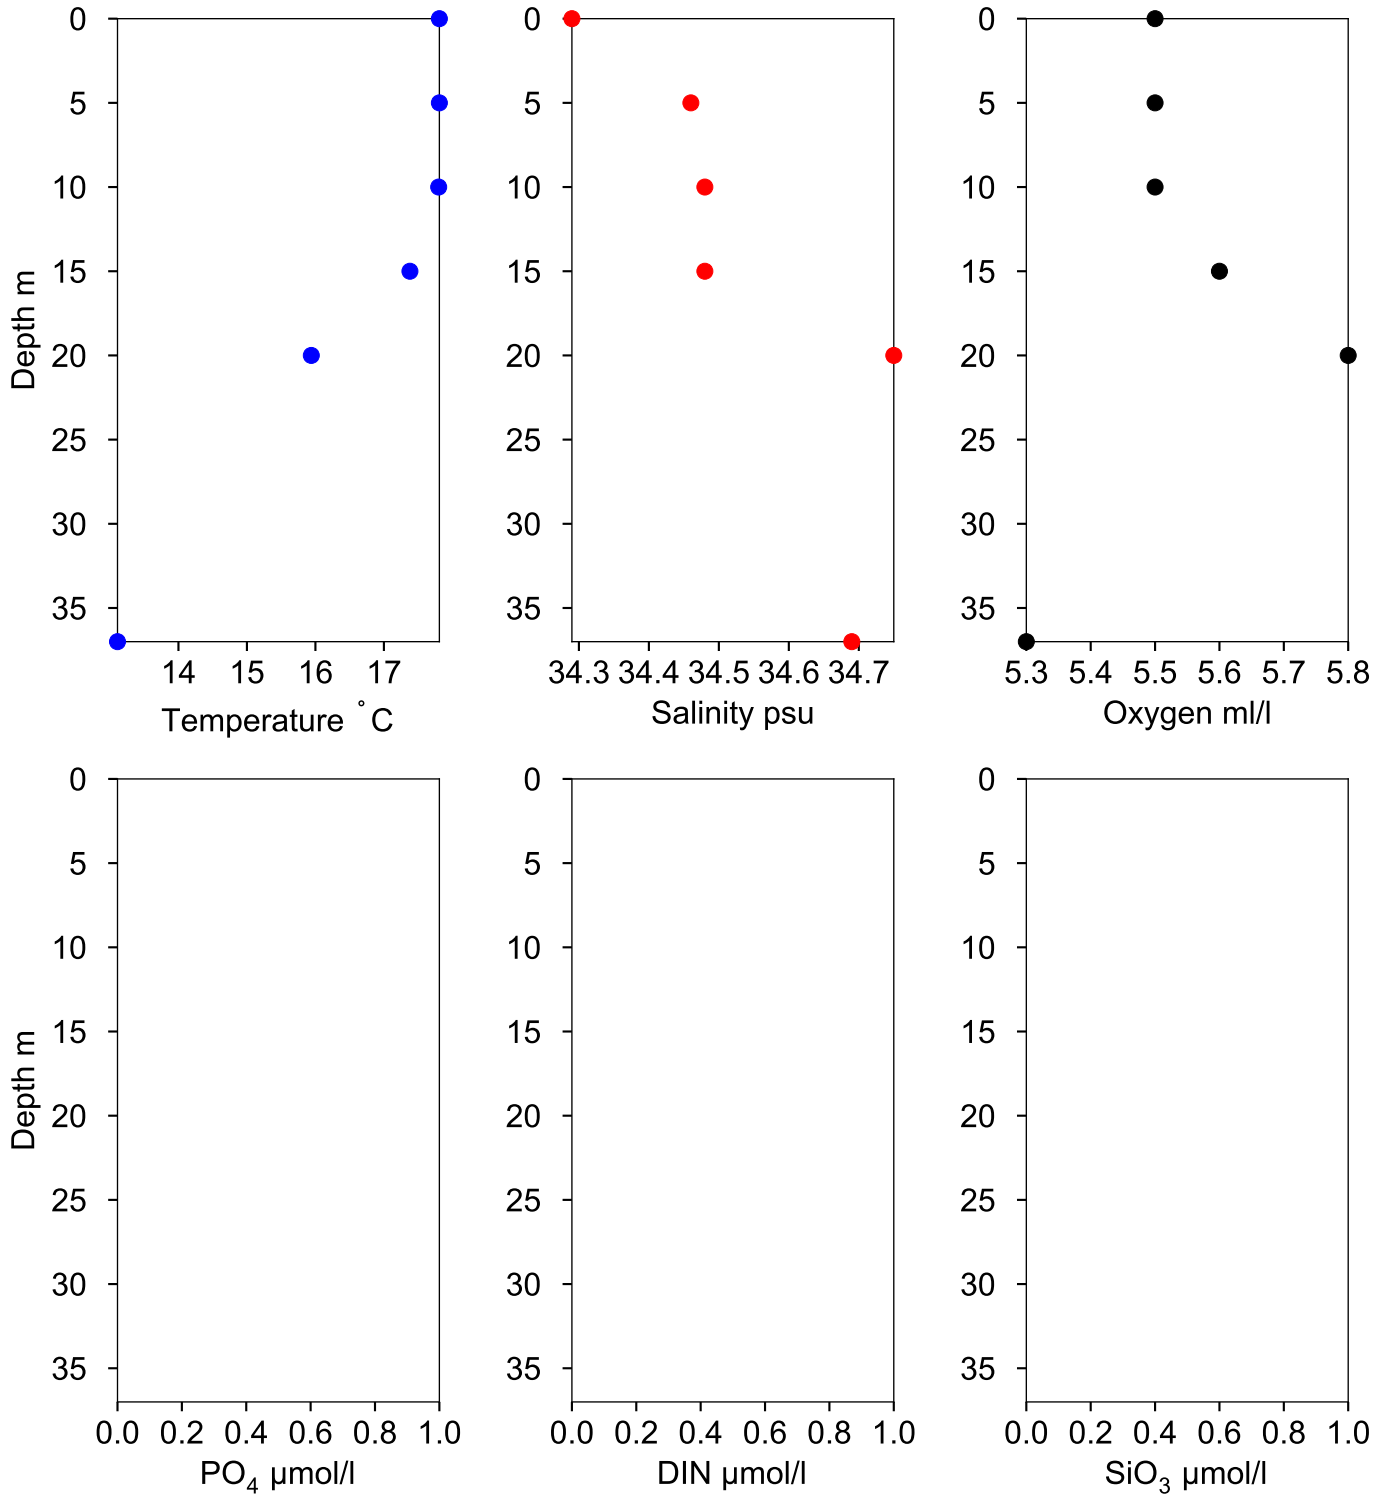 0 0 0
5 5 5
10 10 10
15 15 15
20 20 20
25 25 25
30 30 30
35 35 35
Depth m
14 15 16 17
34.3 34.4 34.5 34.6 34.7
5.3 5.4 5.5 5.6 5.7 5.8
Temperature °C
Salinity psu
Oxygen ml/l
0 0 0
5 5 5
10 10 10
15 15 15
20 20 20
25 25 25
30 30 30
35 35 35
Depth m
0.0 0.2 0.4 0.6 0.8 1.0
0.0 0.2 0.4 0.6 0.8 1.0
0.0 0.2 0.4 0.6 0.8 1.0
PO₄ µmol/l
DIN µmol/l
SiO₃ µmol/l